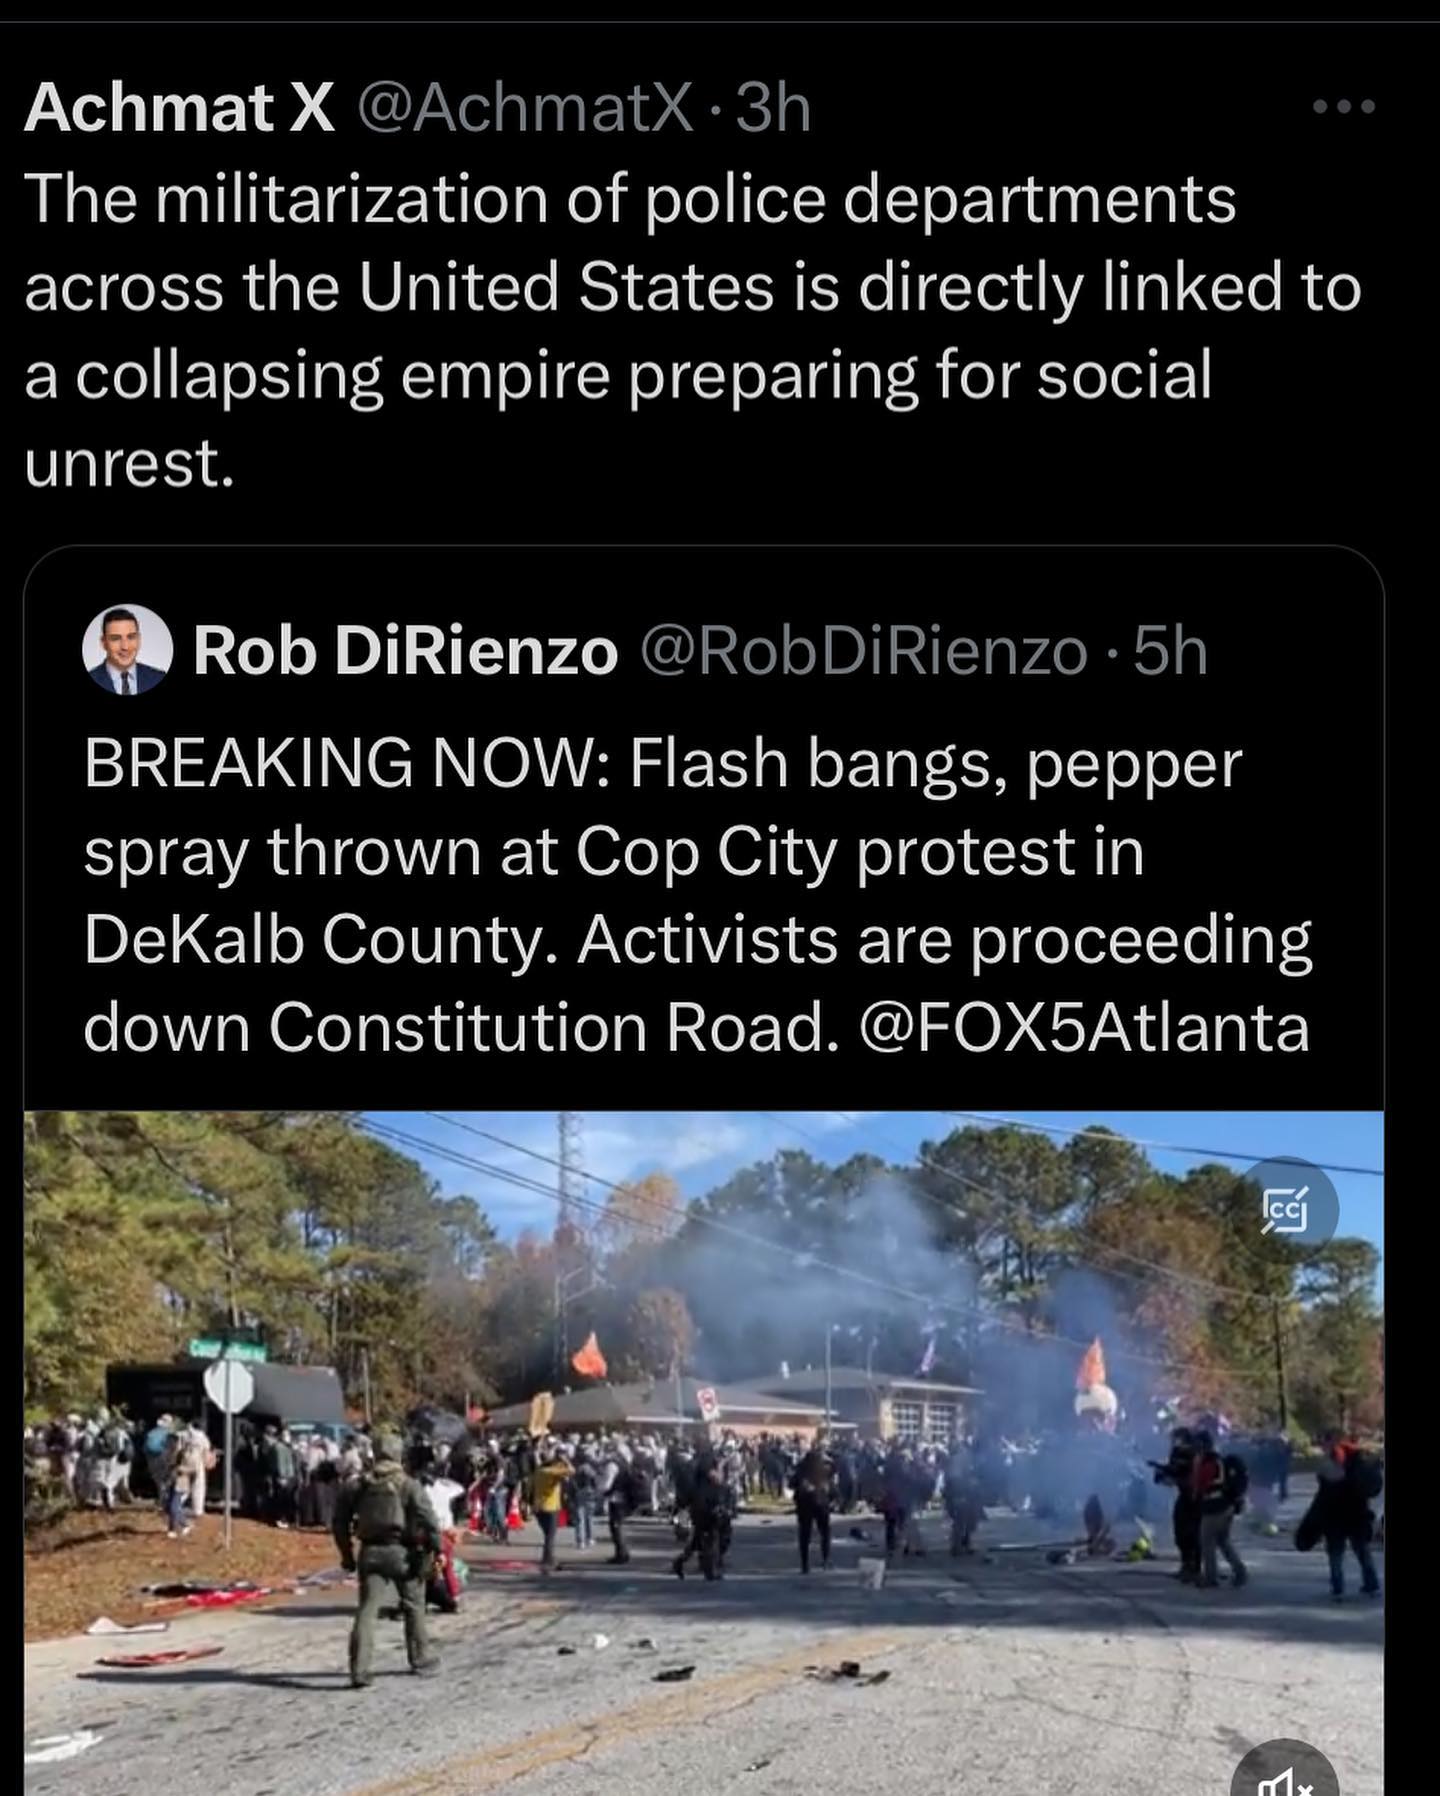 Achmat X @AchmatX · 3h
The militarization of police departments
across the United States is directly linked to
a collapsing empire preparing for social
unrest.
Rob DiRienzo @RobDiRienzo · 5h
BREAKING NOW: Flash bangs, pepper
spray thrown at Cop City protest in
DeKalb County. Activists are proceeding
down Constitution Road. @FOX5Atlanta
CC